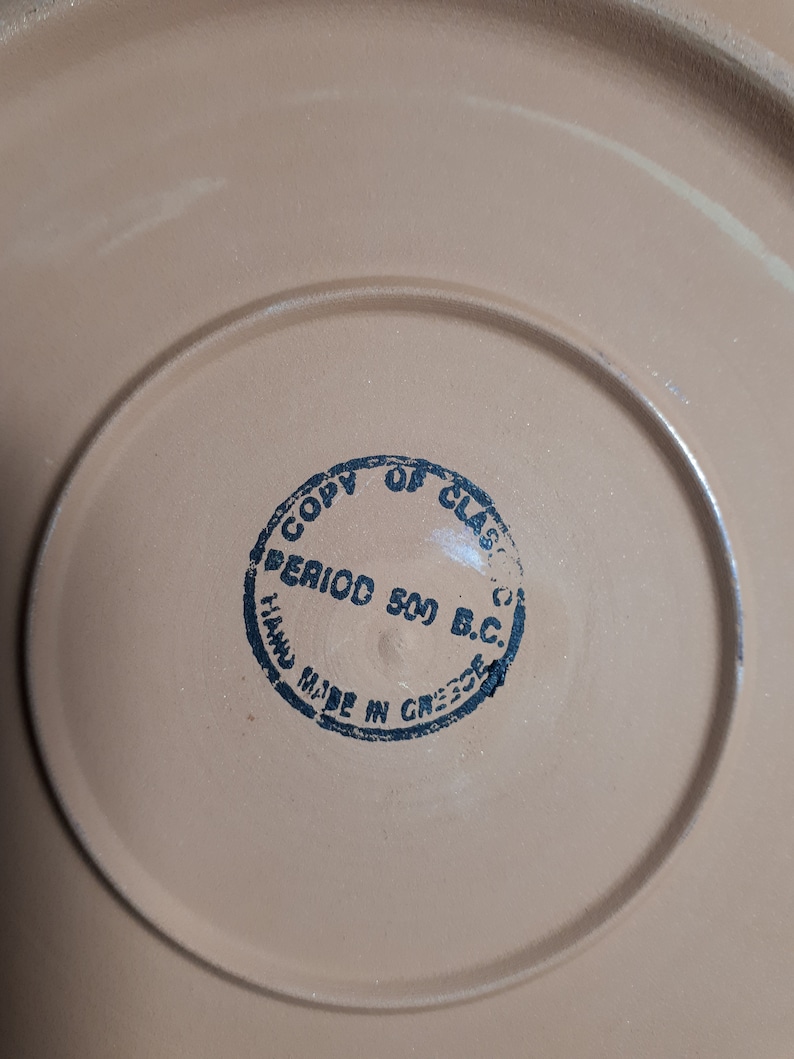 COPY OF CLASSIC
PERIOD 500 B.C.
HAND MADE IN GREECE